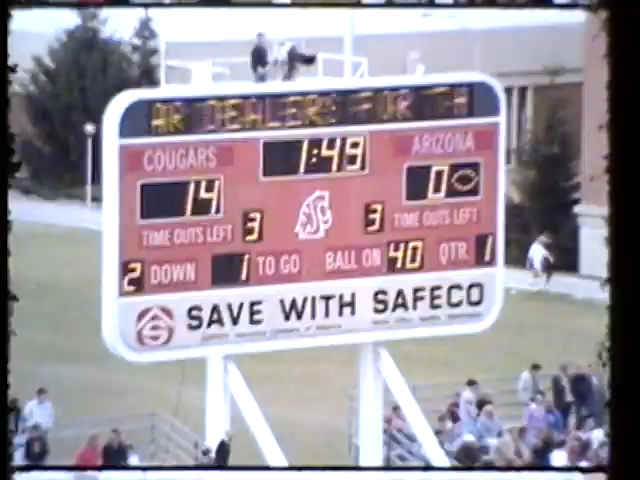 AR DEALERS FOR TH
COUGARS 1:49 ARIZONA
14 0
TIME OUTS LEFT 3 3 TIME OUTS LEFT
2 DOWN 1 TO GO BALL ON 40 QTR. 1
SAVE WITH SAFECO